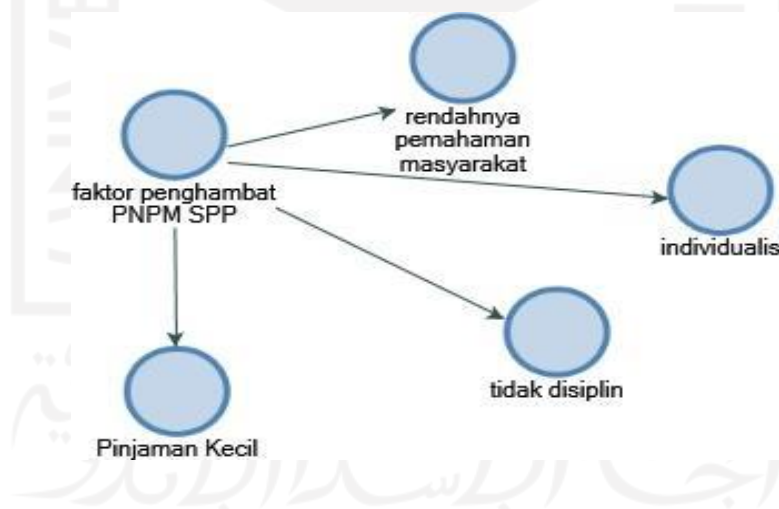 rendahnya
pemahaman
masyarakat
faktor penghambat
PNPM SPP
individualis
tidak disiplin
Pinjaman Kecil